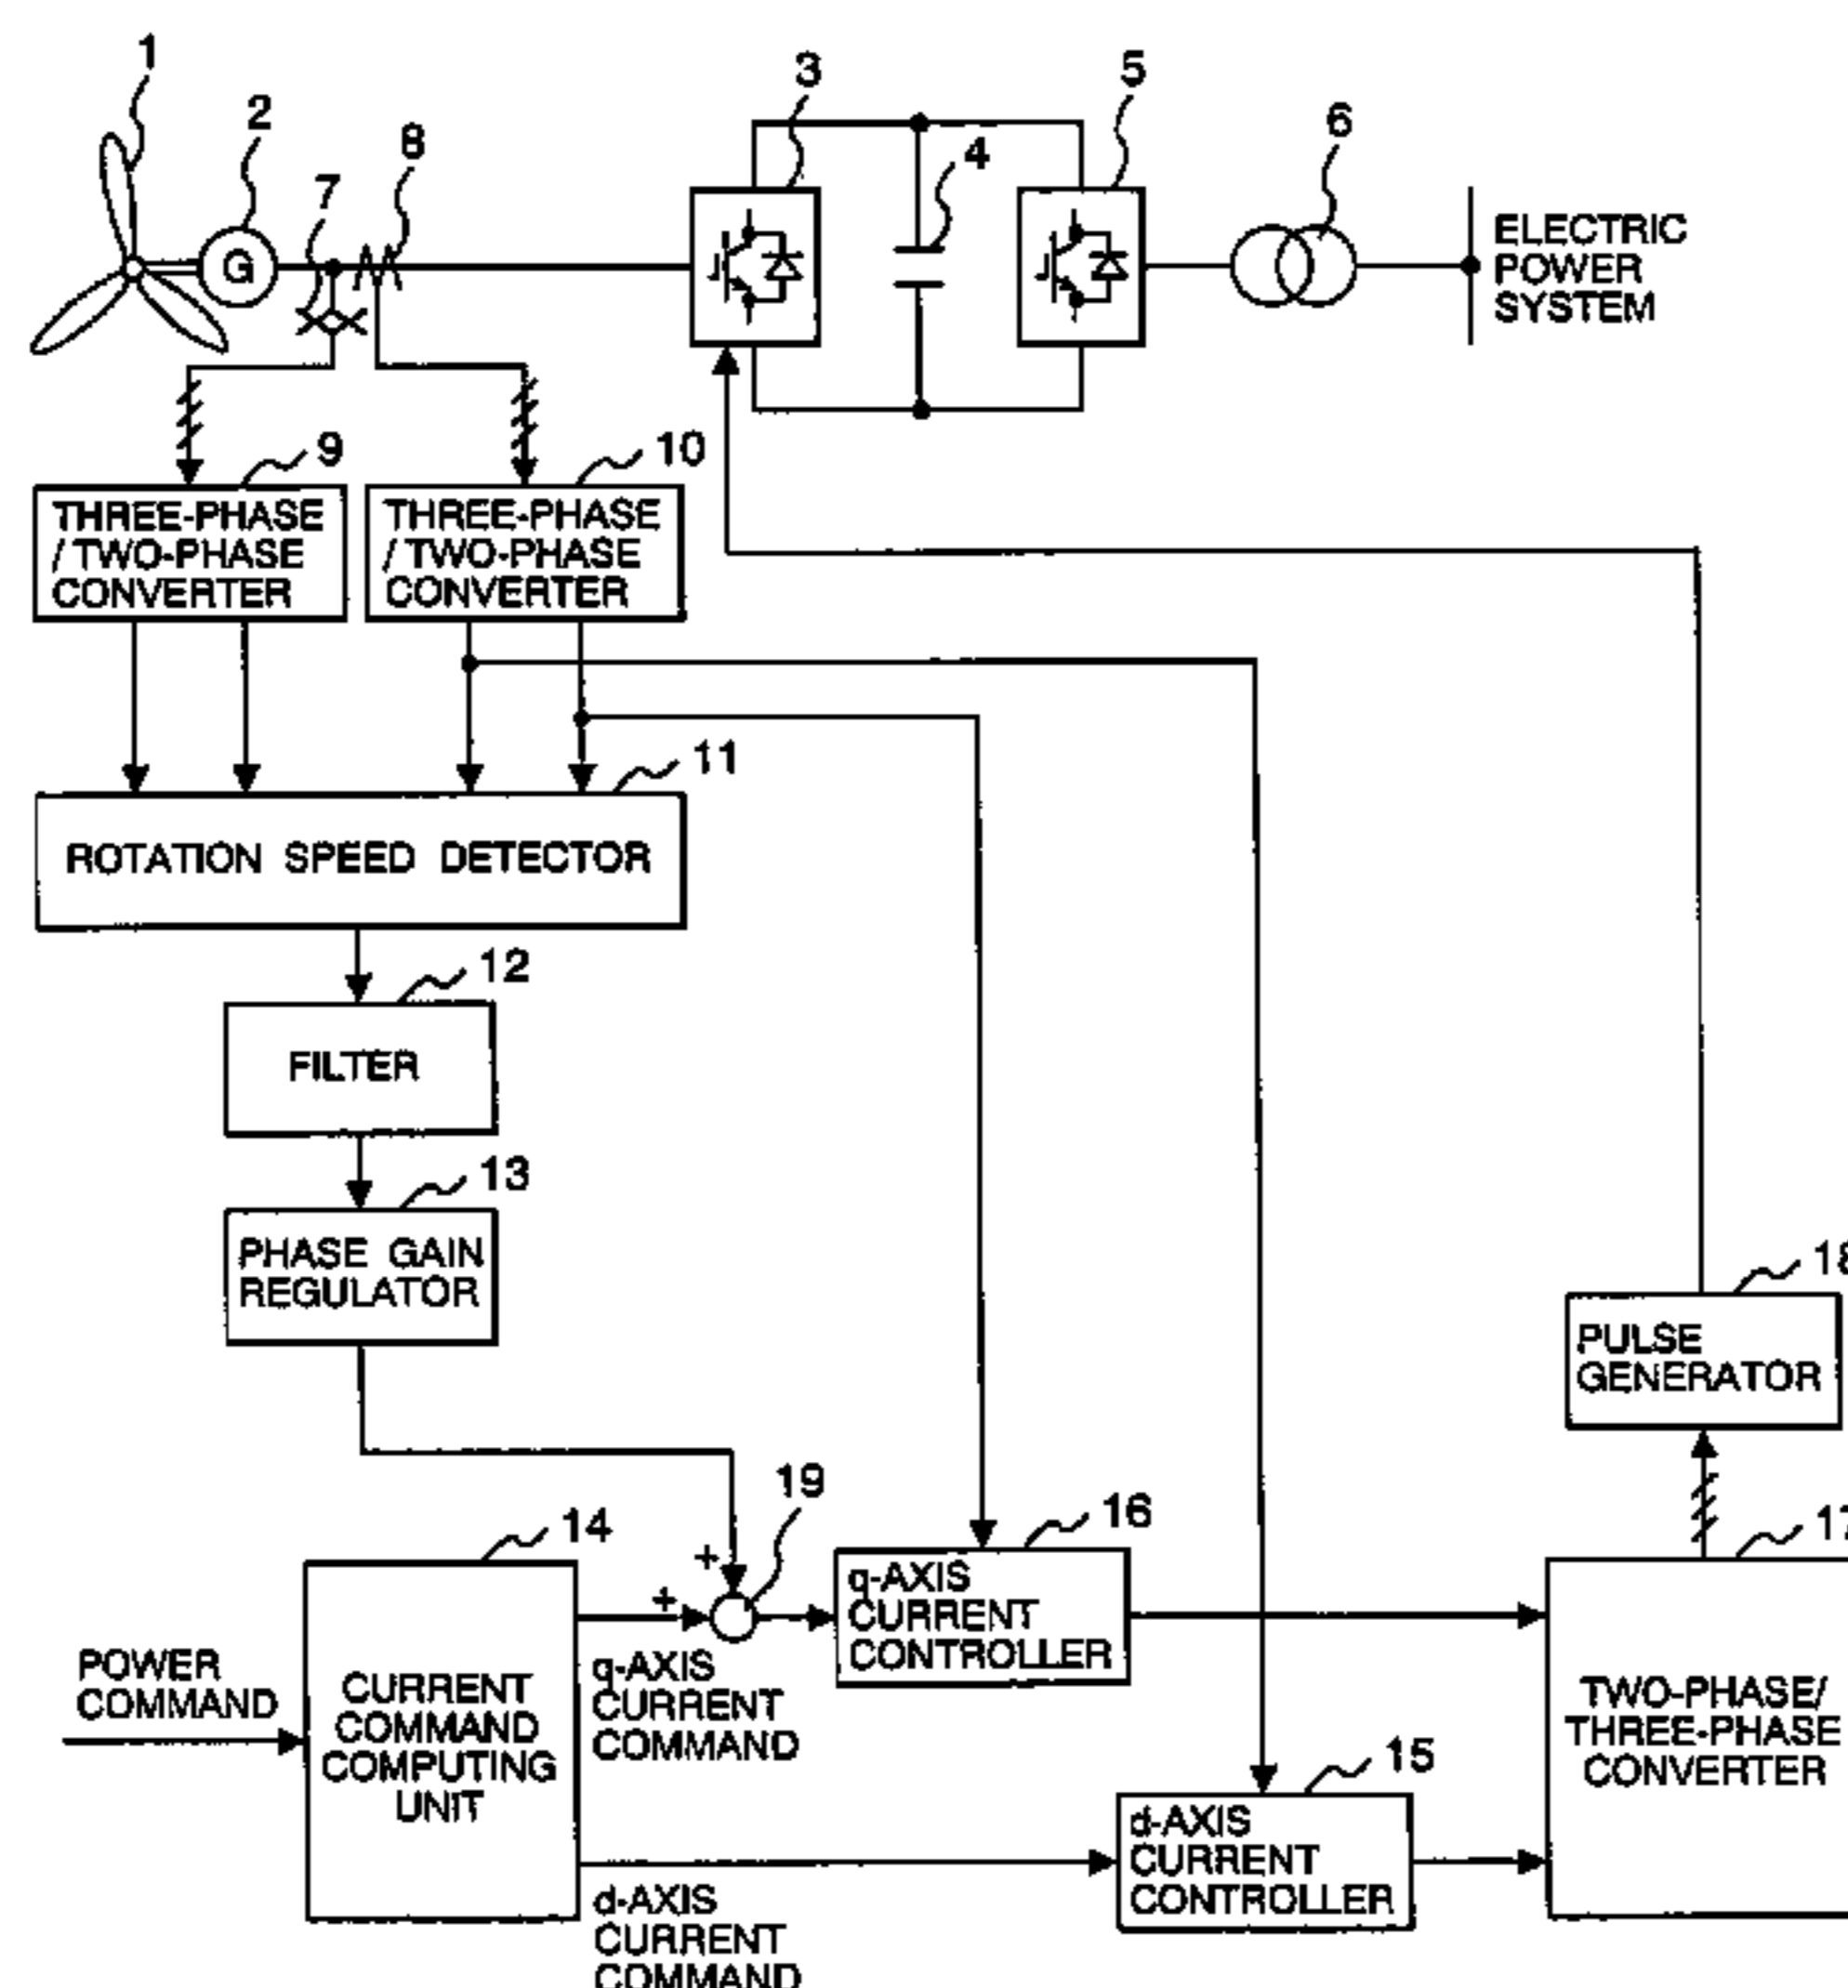 1
2
3
5
6
7
8
4
G
ELECTRIC
POWER
SYSTEM
9
10
THREE-PHASE
/TWO-PHASE
CONVERTER
THREE-PHASE
/TWO-PHASE
CONVERTER
11
ROTATION SPEED DETECTOR
12
FILTER
13
PHASE GAIN
REGULATOR
18
PULSE
GENERATOR
19
14
16
17
+
+
q-AXIS
CURRENT
CONTROLLER
POWER
COMMAND
CURRENT
COMMAND
COMPUTING
UNIT
q-AXIS
CURRENT
COMMAND
TWO-PHASE/
THREE-PHASE
CONVERTER
15
d-AXIS
CURRENT
CONTROLLER
d-AXIS
CURRENT
COMMAND